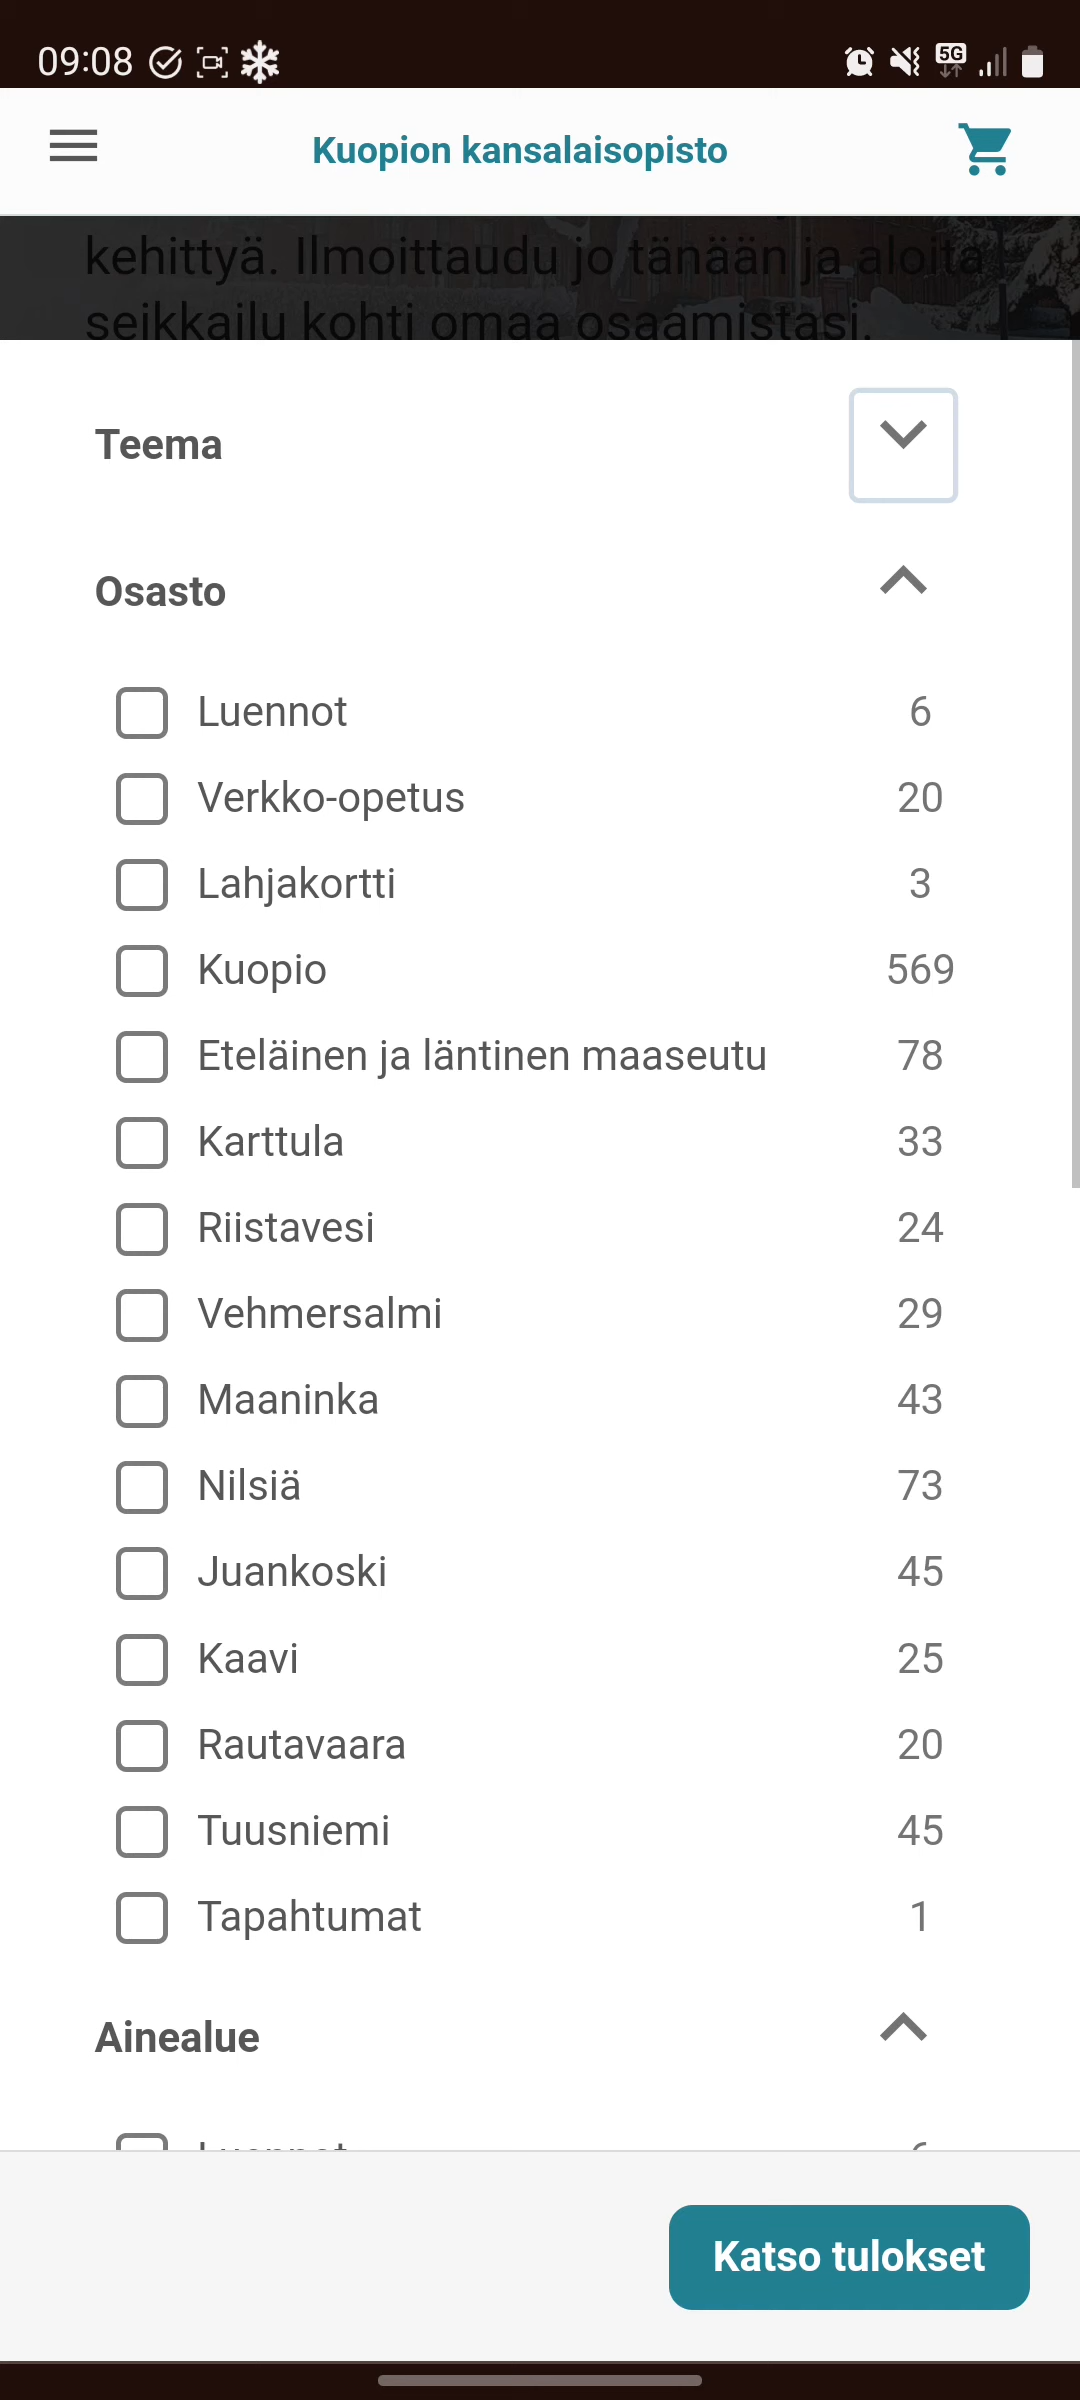 09:08
5G
Kuopion kansalaisopisto
kehittyä. Ilmoittaudu jo tänään ja aloita
seikkailu kohti omaa osaamistasi.
Teema
Osasto
Luennot 6
Verkko-opetus 20
Lahjakortti 3
Kuopio 569
Eteläinen ja läntinen maaseutu 78
Karttula 33
Riistavesi 24
Vehmersalmi 29
Maaninka 43
Nilsiä 73
Juankoski 45
Kaavi 25
Rautavaara 20
Tuusniemi 45
Tapahtumat 1
Ainealue
Katso tulokset